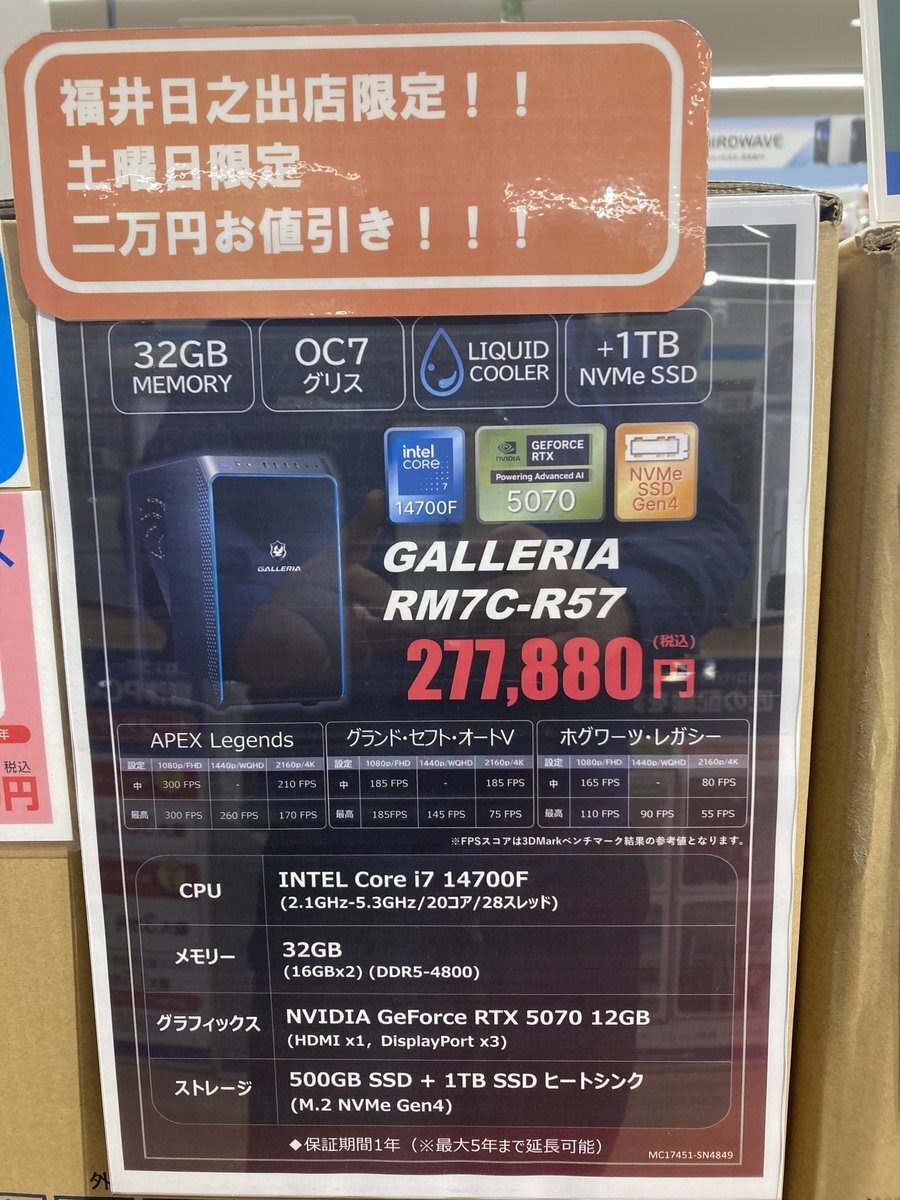 福井日之出店限定！！
土曜日限定
二万円お値引き！！！
32GB
MEMORY
OC7
グリス
LIQUID
COOLER
+1TB
NVMe SSD
intel
CORE
7
14700F
NVIDIA
GEFORCE
RTX
Powering Advanced AI
5070
NVMe
SSD
Gen4
GALLERIA
GALLERIA
RM7C-R57
277,880円
(税込)
APEX Legends
設定 1080p/FHD 1440p/WQHD 2160p/4K
中 300 FPS - 210 FPS
最高 300 FPS 260 FPS 170 FPS
グランド・セフト・オートV
設定 1080p/FHD 1440p/WQHD 2160p/4K
中 185 FPS 185 FPS
最高 185FPS 145 FPS 75 FPS
ホグワーツ・レガシー
設定 1080p/FHD 1440p/WQHD 2160p/4K
中 165 FPS - 80 FPS
最高 110 FPS 90 FPS 55 FPS
※FPSスコアは3DMarkベンチマーク結果の参考値となります。
CPU
INTEL Core i7 14700F
(2.1GHz-5.3GHz/20コア/28スレッド)
メモリー
32GB
(16GBx2) (DDR5-4800)
グラフィックス
NVIDIA GeForce RTX 5070 12GB
(HDMI x1, DisplayPort x3)
ストレージ
500GB SSD + 1TB SSD ヒートシンク
(M.2 NVMe Gen4)
◆保証期間1年（※最大5年まで延長可能）
MC17451-SN4849
税込
円
年
外